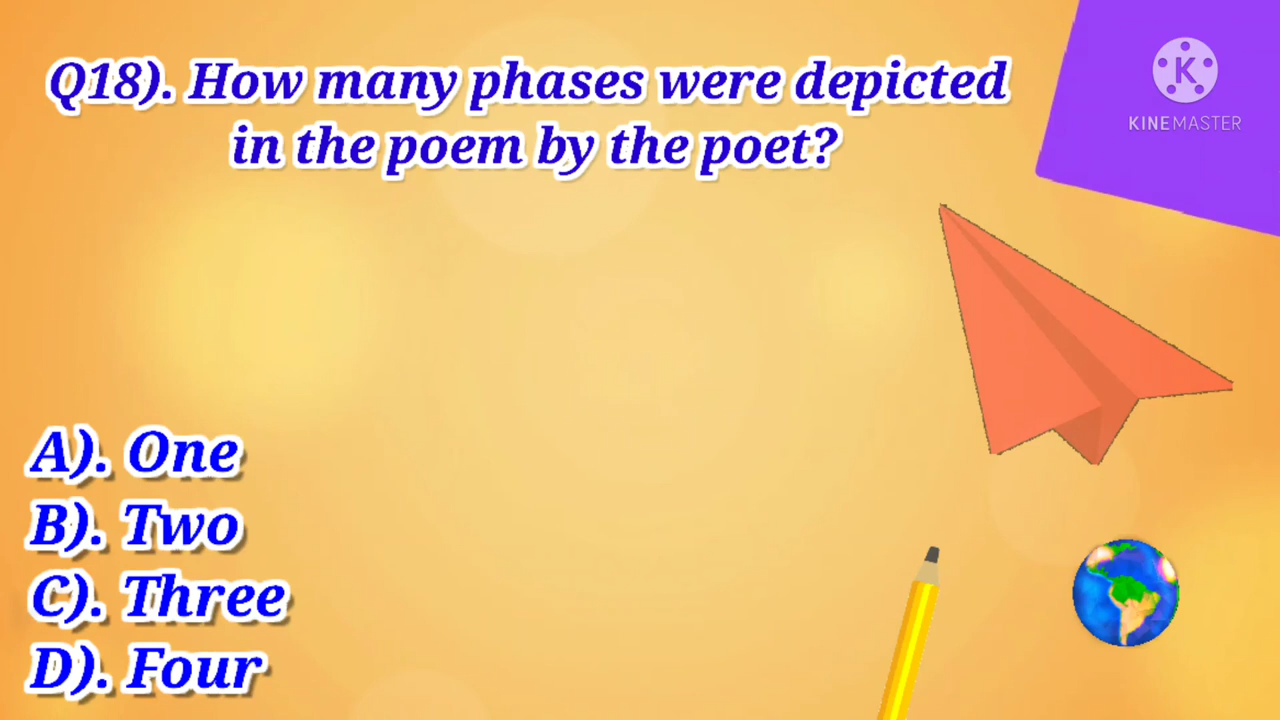 Q18). How many phases were depicted
in the poem by the poet?
K
KINEMASTER
A). One
B). Two
C). Three
D). Four